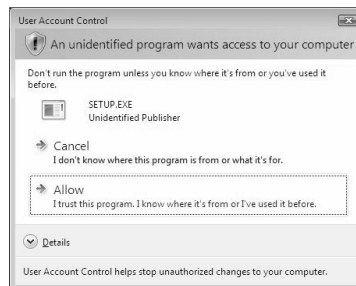 User Account Control
An unidentified program wants access to your computer
Don't run the program unless you know where it's from or you've used it
before.
SETUP.EXE
Unidentified Publisher
Cancel
I don't know where this program is from or what it's for.
Allow
I trust this program. I know where it's from or I've used it before.
Details
User Account Control helps stop unauthorized changes to your computer.